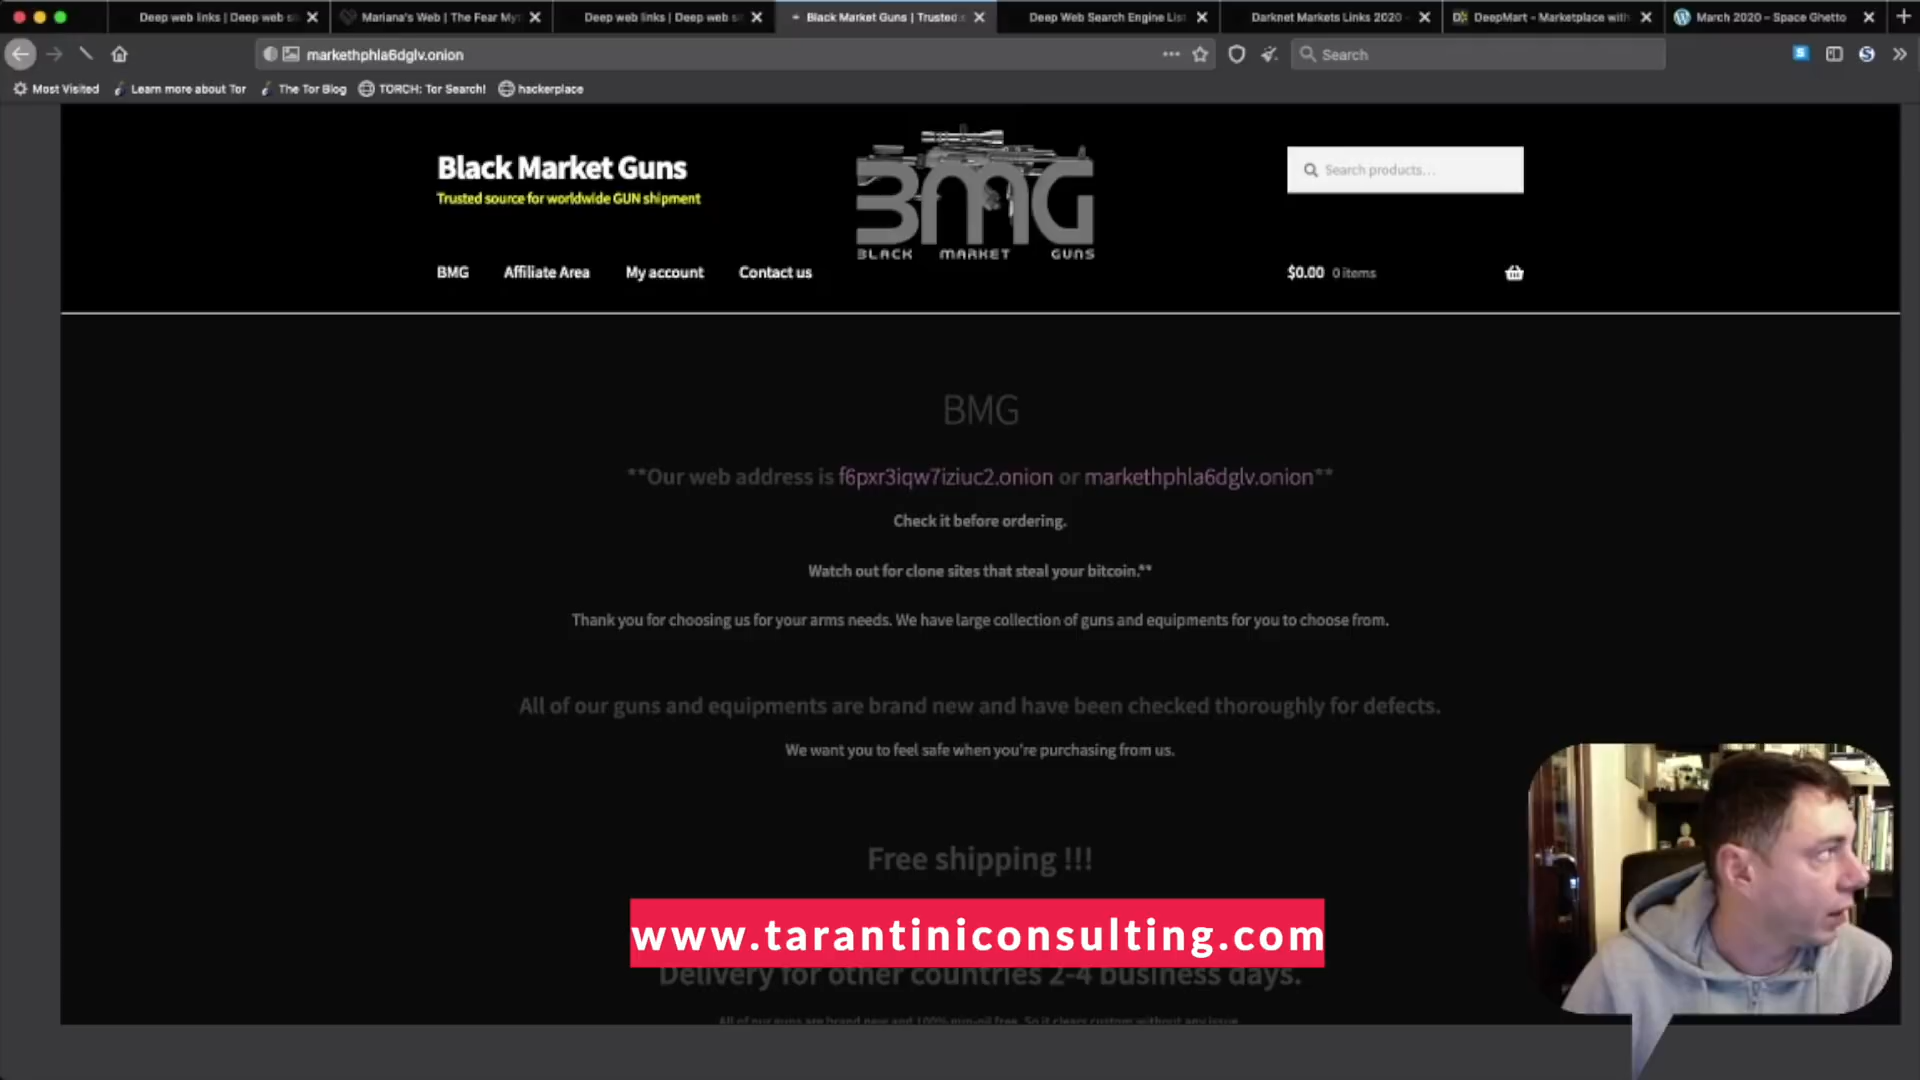 Deep web links | Deep web si
Mariana's Web | The Fear My
Deep web links | Deep web si
Black Market Guns | Trusted s
Deep Web Search Engine List
Darknet Markets Links 2020 -
DeepMart – Marketplace with
March 2020 – Space Ghetto
markethphla6dglv.onion
Search
Most Visited
Learn more about Tor
The Tor Blog
TORCH: Tor Search!
hackerplace
Black Market Guns
Trusted source for worldwide GUN shipment
BMG
BLACK MARKET GUNS
Search products...
BMG
Affiliate Area
My account
Contact us
$0.00 0 items
BMG
**Our web address is f6pxr3iqw7iziuc2.onion or markethphla6dglv.onion**
Check it before ordering.
Watch out for clone sites that steal your bitcoin.**
Thank you for choosing us for your arms needs. We have large collection of guns and equipments for you to choose from.
All of our guns and equipments are brand new and have been checked thoroughly for defects.
We want you to feel safe when you're purchasing from us.
Free shipping !!!
www.tarantiniconsulting.com
Delivery for other countries 2-4 business days.
All of our guns are brand new and 100% gun-oil free. So it clears custom without any issue.